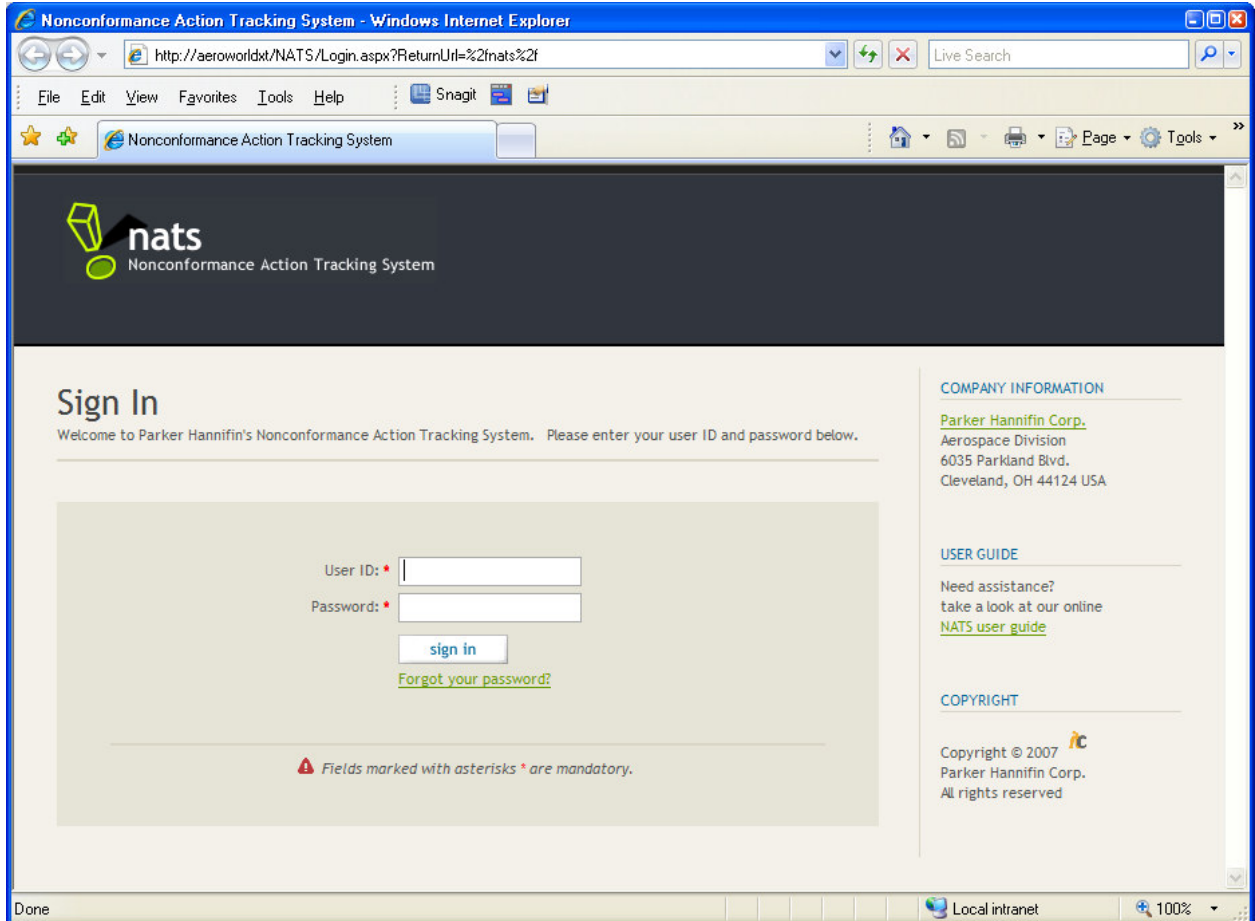 Nonconformance Action Tracking System - Windows Internet Explorer
http://aeroworldxt/NATS/Login.aspx?ReturnUrl=%2fnats%2f
Live Search
File Edit View Favorites Tools Help
Snagit
Nonconformance Action Tracking System
Page
Tools
»
nats
Nonconformance Action Tracking System
Sign In
Welcome to Parker Hannifin's Nonconformance Action Tracking System. Please enter your user ID and password below.
User ID: *
Password: *
sign in
Forgot your password?
Fields marked with asterisks * are mandatory.
COMPANY INFORMATION
Parker Hannifin Corp.
Aerospace Division
6035 Parkland Blvd.
Cleveland, OH 44124 USA
USER GUIDE
Need assistance?
take a look at our online
NATS user guide
COPYRIGHT
Copyright © 2007
Parker Hannifin Corp.
All rights reserved
Done
Local intranet
100%